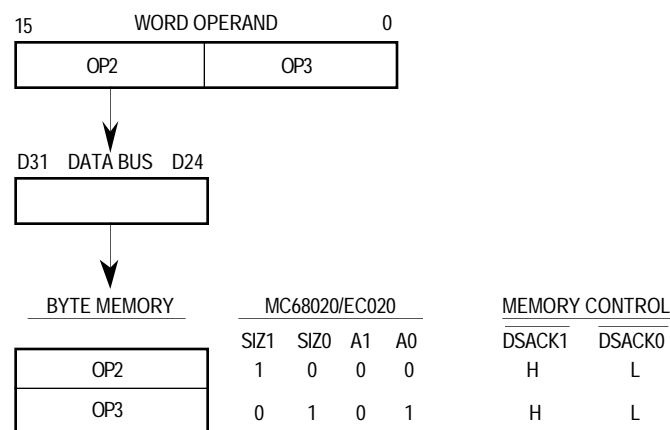 15 WORD OPERAND 0
OP2 OP3
D31 DATA BUS D24
BYTE MEMORY MC68020/EC020 MEMORY CONTROL
SIZ1 SIZ0 A1 A0 DSACK1 DSACK0
OP2 1 0 0 0 H L
OP3 0 1 0 1 H L